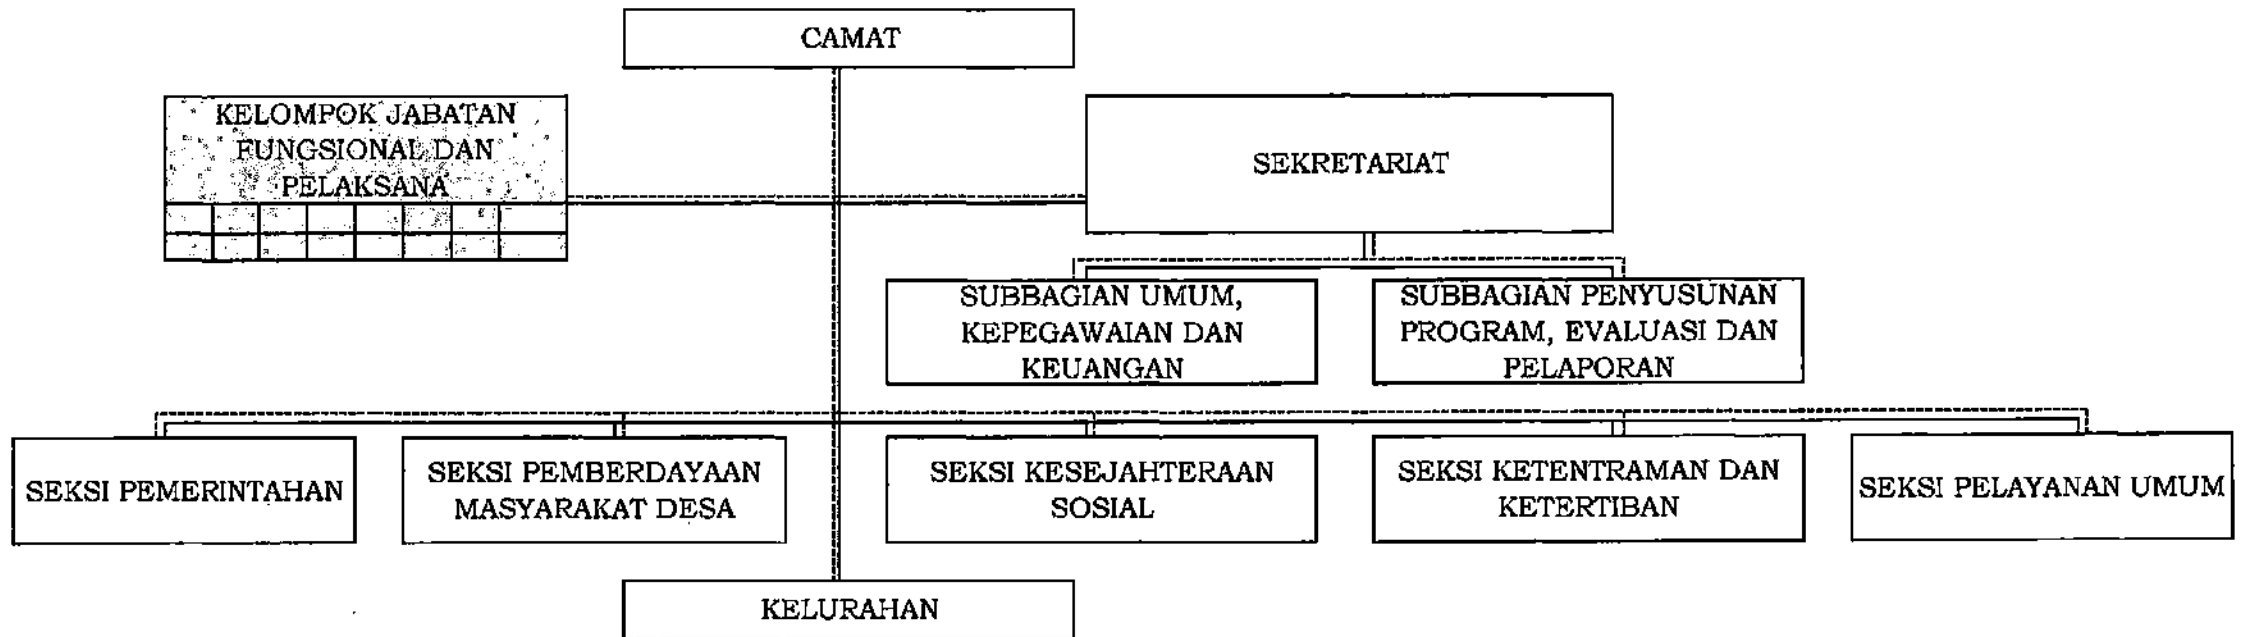 CAMAT
KELOMPOK JABATAN
FUNGSIONAL DAN
PELAKSANA
SEKRETARIAT
SUBBAGIAN UMUM,
KEPEGAWAIAN DAN
KEUANGAN
SUBBAGIAN PENYUSUNAN
PROGRAM, EVALUASI DAN
PELAPORAN
SEKSI PEMERINTAHAN
SEKSI PEMBERDAYAAN
MASYARAKAT DESA
SEKSI KESEJAHTERAAN
SOSIAL
SEKSI KETENTRAMAN DAN
KETERTIBAN
SEKSI PELAYANAN UMUM
KELURAHAN